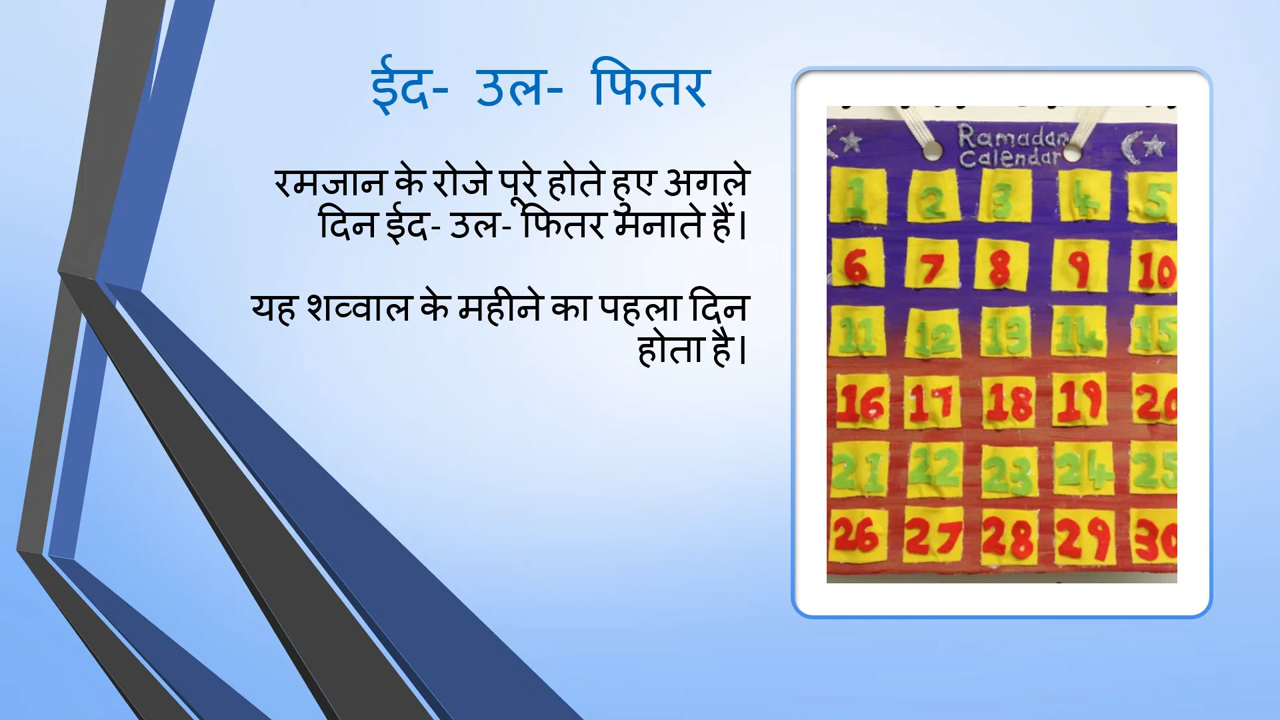 ईद- उल- फितर
रमजान के रोजे पूरे होते हुए अगले
दिन ईद- उल- फितर मनाते हैं।
यह शव्वाल के महीने का पहला दिन
होता है।
Ramadan
Calendar
1 2 3 4 5
6 7 8 9 10
11 12 13 14 15
16 17 18 19 20
21 22 23 24 25
26 27 28 29 30